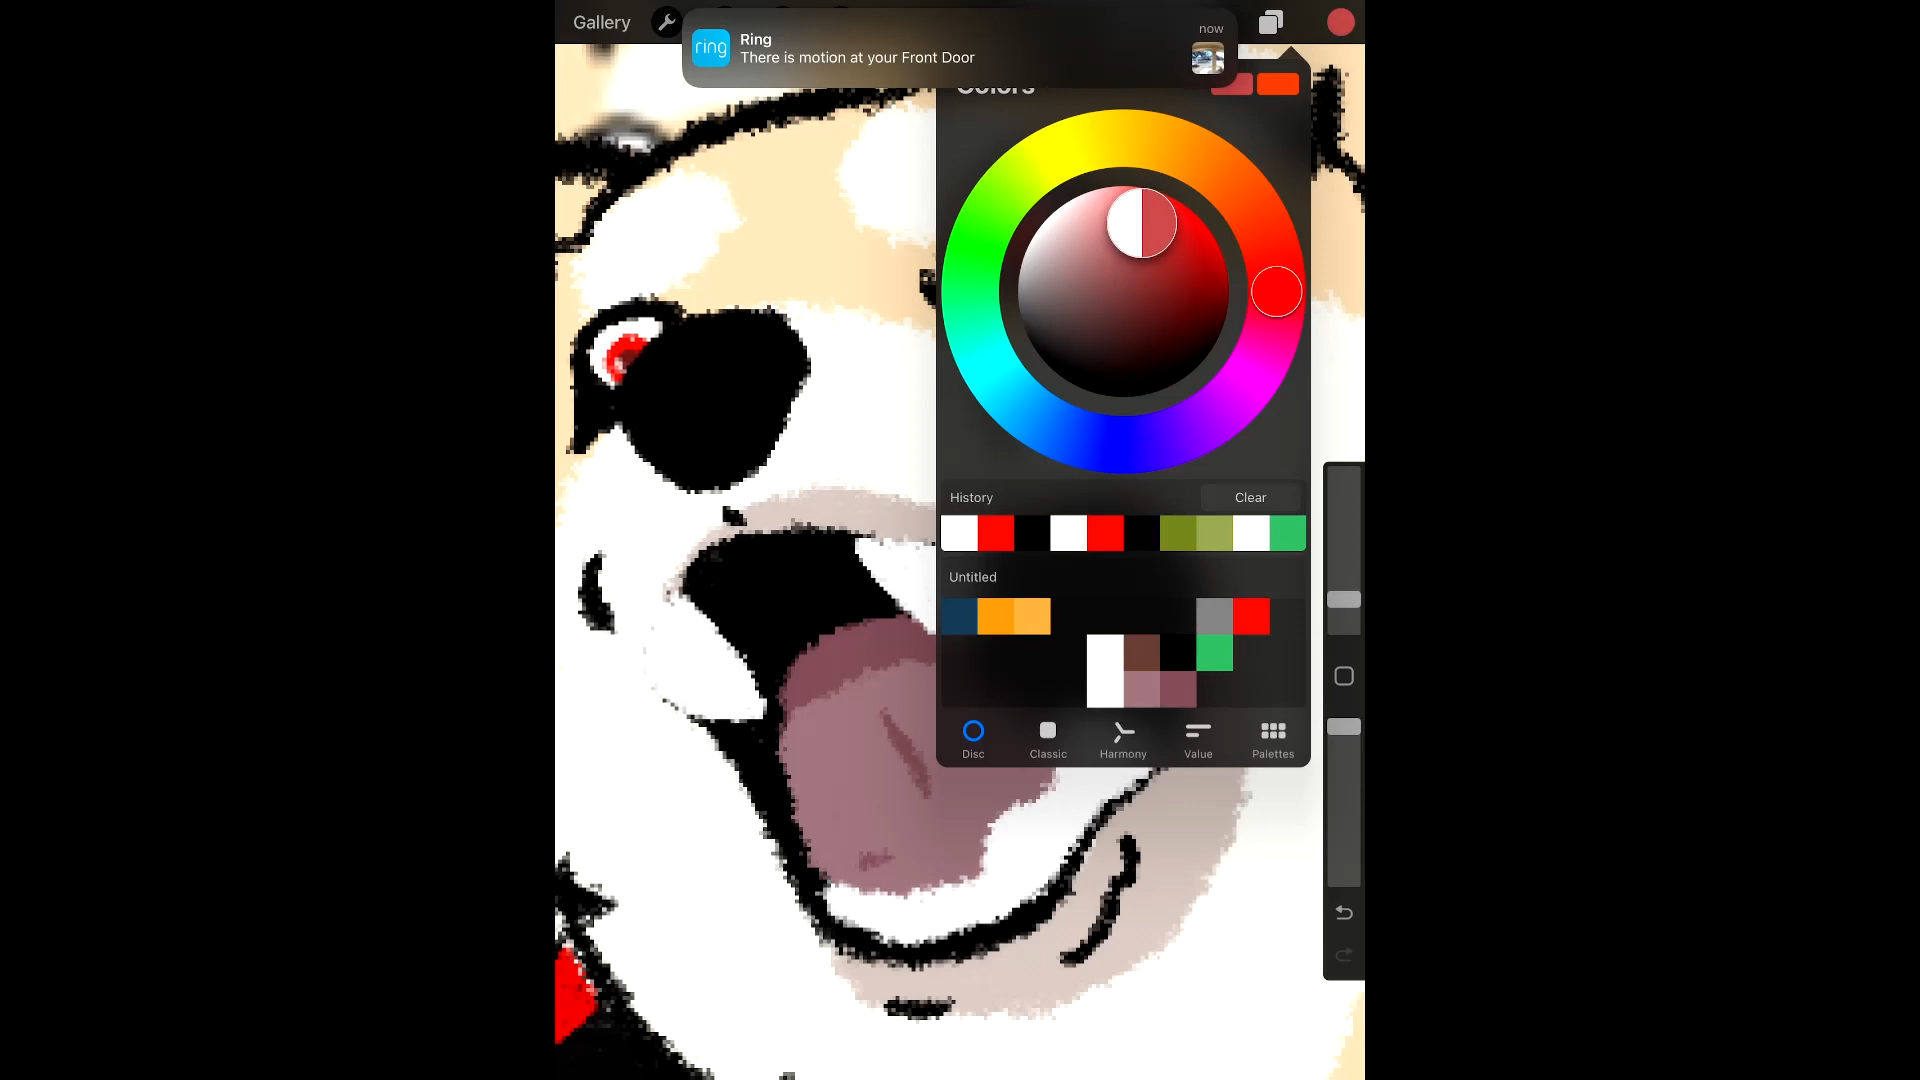 Gallery
ring
Ring
There is motion at your Front Door
now
Colors
History
Clear
Untitled
Disc
Classic
Harmony
Value
Palettes